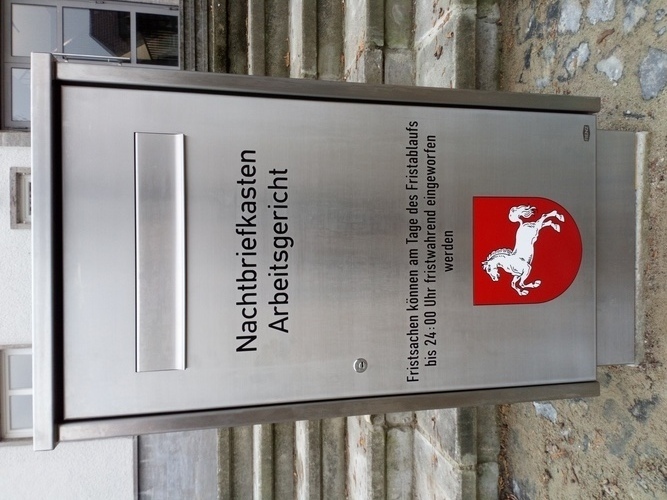 Nachtbriefkasten
Arbeitsgericht
Fristsachen können am Tage des Fristablaufs
bis 24:00 Uhr fristwahrend eingeworfen
werden